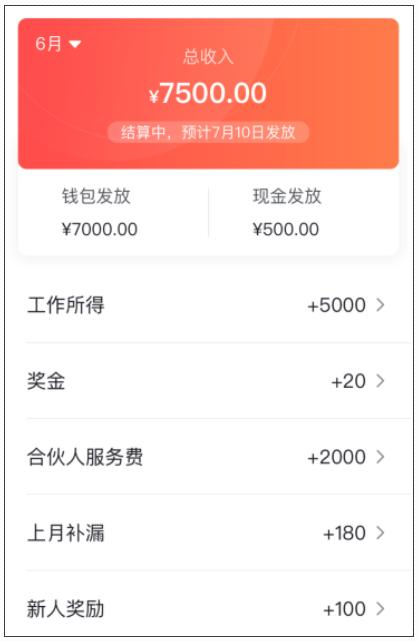 6月
总收入
¥7500.00
结算中，预计7月10日发放
钱包发放 现金发放
¥7000.00 ¥500.00
工作所得 +5000
奖金 +20
合伙人服务费 +2000
上月补漏 +180
新人奖励 +100